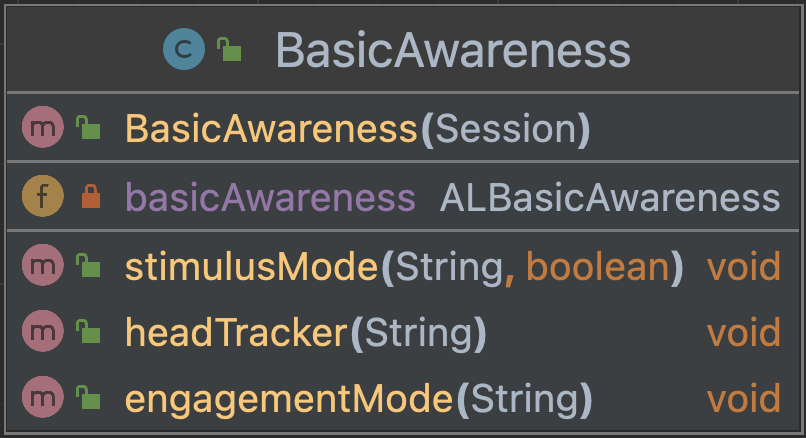 C BasicAwareness
m BasicAwareness(Session)
f basicAwareness ALBasicAwareness
m stimulusMode(String, boolean) void
m headTracker(String) void
m engagementMode(String) void